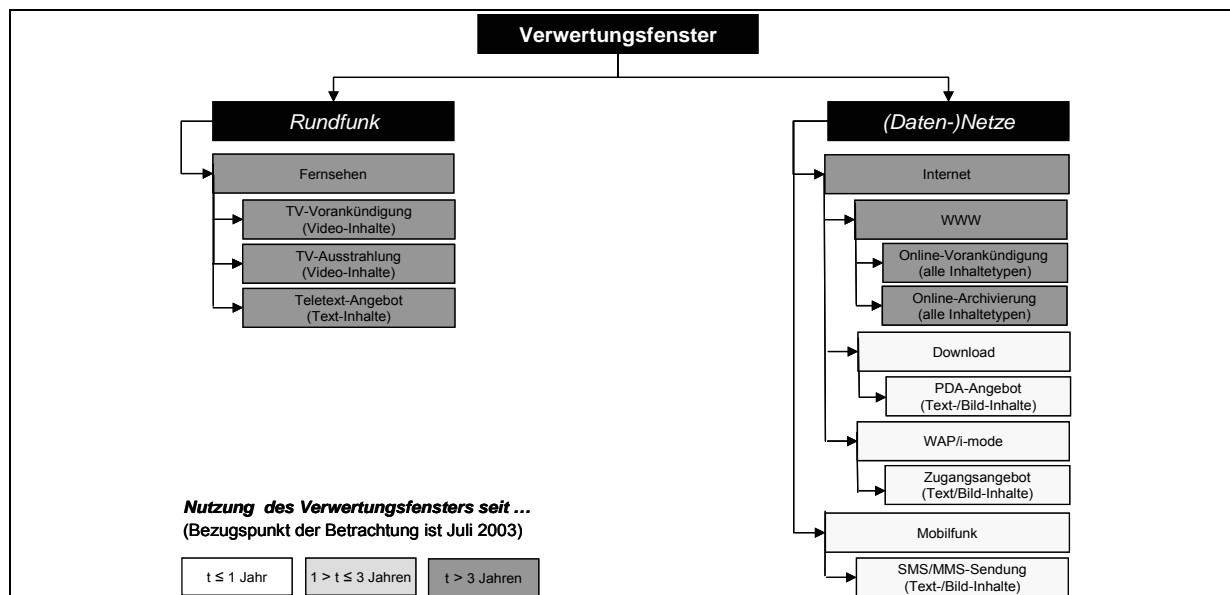 Verwertungsfenster
Rundfunk
Fernsehen
TV-Vorankündigung
(Video-Inhalte)
TV-Ausstrahlung
(Video-Inhalte)
Teletext-Angebot
(Text-Inhalte)
(Daten-)Netze
Internet
WWW
Online-Vorankündigung
(alle Inhaltetypen)
Online-Archivierung
(alle Inhaltetypen)
Download
PDA-Angebot
(Text-/Bild-Inhalte)
WAP/i-mode
Zugangsangebot
(Text/Bild-Inhalte)
Mobilfunk
SMS/MMS-Sendung
(Text-/Bild-Inhalte)
Nutzung des Verwertungsfensters seit ...
(Bezugspunkt der Betrachtung ist Juli 2003)
t ≤ 1 Jahr
1 > t ≤ 3 Jahren
t > 3 Jahren